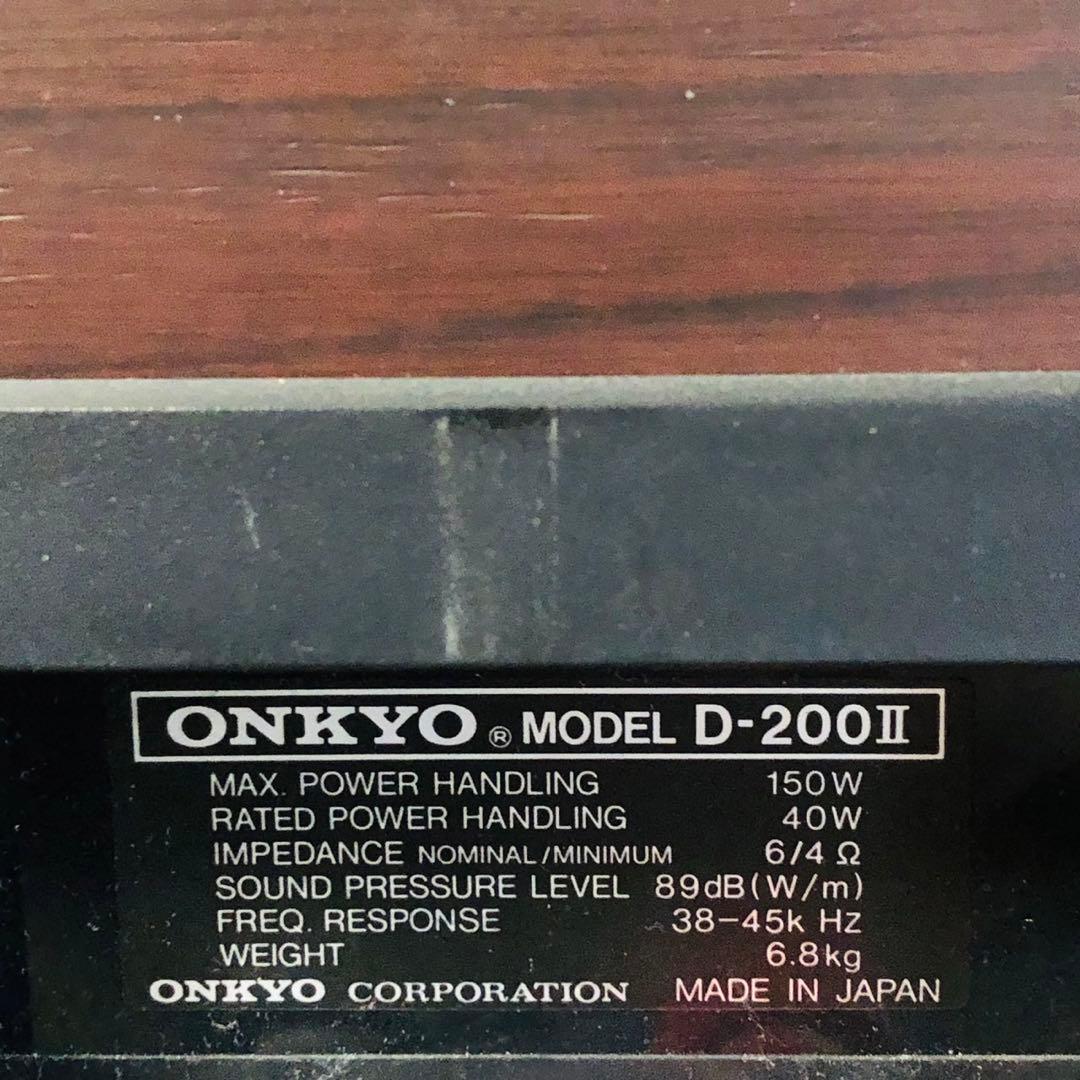 ONKYO® MODEL D-200II
MAX. POWER HANDLING 150W
RATED POWER HANDLING 40W
IMPEDANCE NOMINAL/MINIMUM 6/4 Ω
SOUND PRESSURE LEVEL 89dB(W/m)
FREQ. RESPONSE 38-45k Hz
WEIGHT 6.8kg
ONKYO CORPORATION MADE IN JAPAN